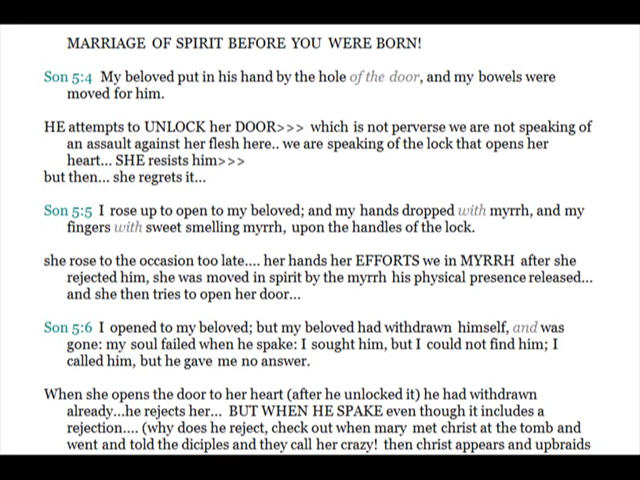 MARRIAGE OF SPIRIT BEFORE YOU WERE BORN!
Son 5:4 My beloved put in his hand by the hole of the door, and my bowels were
moved for him.
HE attempts to UNLOCK her DOOR>>> which is not perverse we are not speaking of
an assault against her flesh here.. we are speaking of the lock that opens her
heart... SHE resists him>>>
but then... she regrets it...
Son 5:5 I rose up to open to my beloved; and my hands dropped with myrrh, and my
fingers with sweet smelling myrrh, upon the handles of the lock.
she rose to the occasion too late.... her hands her EFFORTS we in MYRRH after she
rejected him, she was moved in spirit by the myrrh his physical presence released...
and she then tries to open her door...
Son 5:6 I opened to my beloved; but my beloved had withdrawn himself, and was
gone: my soul failed when he spake: I sought him, but I could not find him; I
called him, but he gave me no answer.
When she opens the door to her heart (after he unlocked it) he had withdrawn
already...he rejects her... BUT WHEN HE SPAKE even though it includes a
rejection.... (why does he reject, check out when mary met christ at the tomb and
went and told the diciples and they call her crazy! then christ appears and upbraids